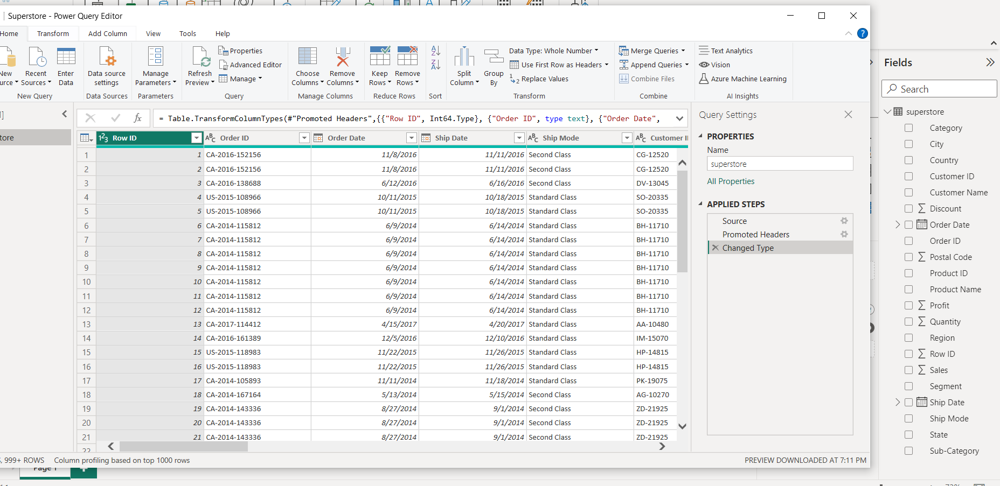 Superstore - Power Query Editor
Home Transform Add Column View Tools Help
Recent Sources
Enter Data
New Query
Data source settings
Data Sources
Manage Parameters
Parameters
Refresh Preview
Properties
Advanced Editor
Manage
Query
Choose Columns
Remove Columns
Manage Columns
Keep Rows
Remove Rows
Reduce Rows
Sort
Split Column
Group By
Data Type: Whole Number
Use First Row as Headers
Replace Values
Transform
Merge Queries
Append Queries
Combine Files
Combine
Text Analytics
Vision
Azure Machine Learning
AI Insights
= Table.TransformColumnTypes(#"Promoted Headers",{{"Row ID", Int64.Type}, {"Order ID", type text}, {"Order Date",
Row ID Order ID Order Date Ship Date Ship Mode Customer
1 1 CA-2016-152156 11/8/2016 11/11/2016 Second Class CG-12520
2 2 CA-2016-152156 11/8/2016 11/11/2016 Second Class CG-12520
3 3 CA-2016-138688 6/12/2016 6/16/2016 Second Class DV-13045
4 4 US-2015-108966 10/11/2015 10/18/2015 Standard Class SO-20335
5 5 US-2015-108966 10/11/2015 10/18/2015 Standard Class SO-20335
6 6 CA-2014-115812 6/9/2014 6/14/2014 Standard Class BH-11710
7 7 CA-2014-115812 6/9/2014 6/14/2014 Standard Class BH-11710
8 8 CA-2014-115812 6/9/2014 6/14/2014 Standard Class BH-11710
9 9 CA-2014-115812 6/9/2014 6/14/2014 Standard Class BH-11710
10 10 CA-2014-115812 6/9/2014 6/14/2014 Standard Class BH-11710
11 11 CA-2014-115812 6/9/2014 6/14/2014 Standard Class BH-11710
12 12 CA-2014-115812 6/9/2014 6/14/2014 Standard Class BH-11710
13 13 CA-2017-114412 4/15/2017 4/20/2017 Standard Class AA-10480
14 14 CA-2016-161389 12/5/2016 12/10/2016 Standard Class IM-15070
15 15 US-2015-118983 11/22/2015 11/26/2015 Standard Class HP-14815
16 16 US-2015-118983 11/22/2015 11/26/2015 Standard Class HP-14815
17 17 CA-2014-105893 11/11/2014 11/18/2014 Standard Class PK-19075
18 18 CA-2014-167164 5/13/2014 5/15/2014 Second Class AG-10270
19 19 CA-2014-143336 8/27/2014 9/1/2014 Second Class ZD-21925
20 20 CA-2014-143336 8/27/2014 9/1/2014 Second Class ZD-21925
21 21 CA-2014-143336 8/27/2014 9/1/2014 Second Class ZD-21925
22
999+ ROWS Column profiling based on top 1000 rows
PREVIEW DOWNLOADED AT 7:11 PM
Query Settings
PROPERTIES
Name
superstore
All Properties
APPLIED STEPS
Source
Promoted Headers
Changed Type
Fields
Search
superstore
Category
City
Country
Customer ID
Customer Name
Discount
Order Date
Order ID
Postal Code
Product ID
Product Name
Profit
Quantity
Region
Row ID
Sales
Segment
Ship Date
Ship Mode
State
Sub-Category
Page 1